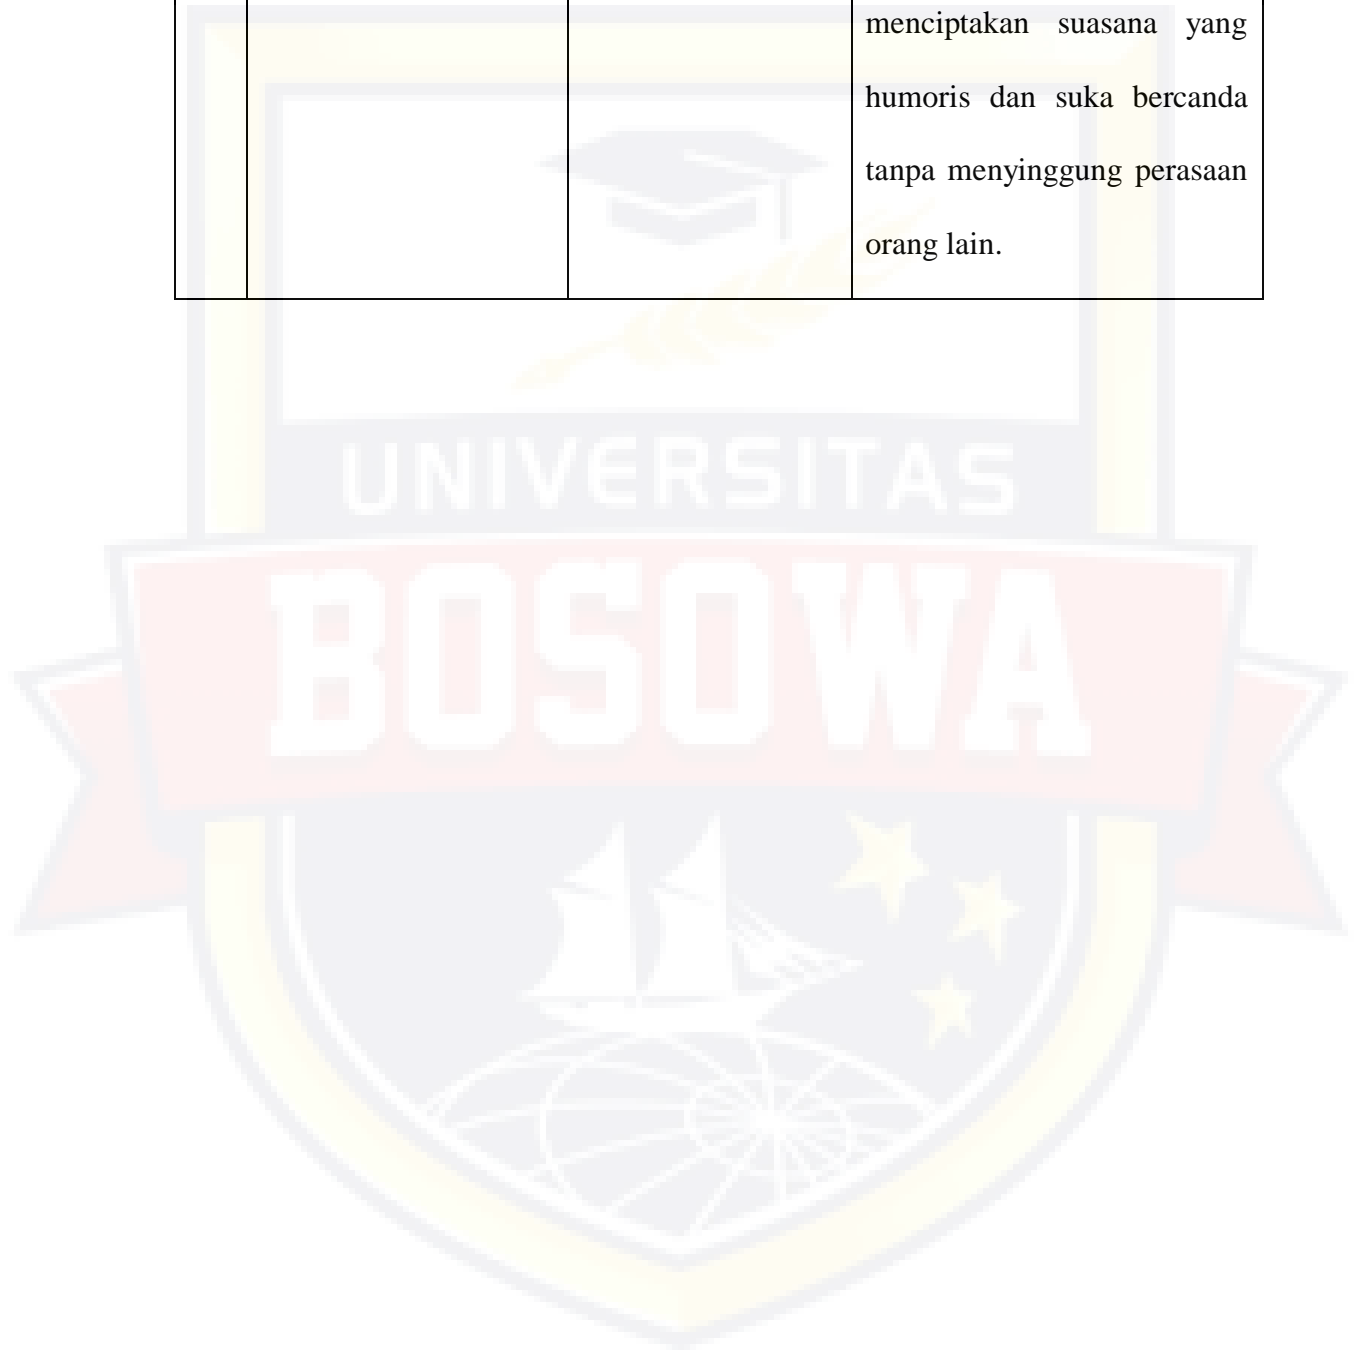 menciptakan suasana yang
humoris dan suka bercanda
tanpa menyinggung perasaan
orang lain.
UNIVERSITAS
BOSOWA